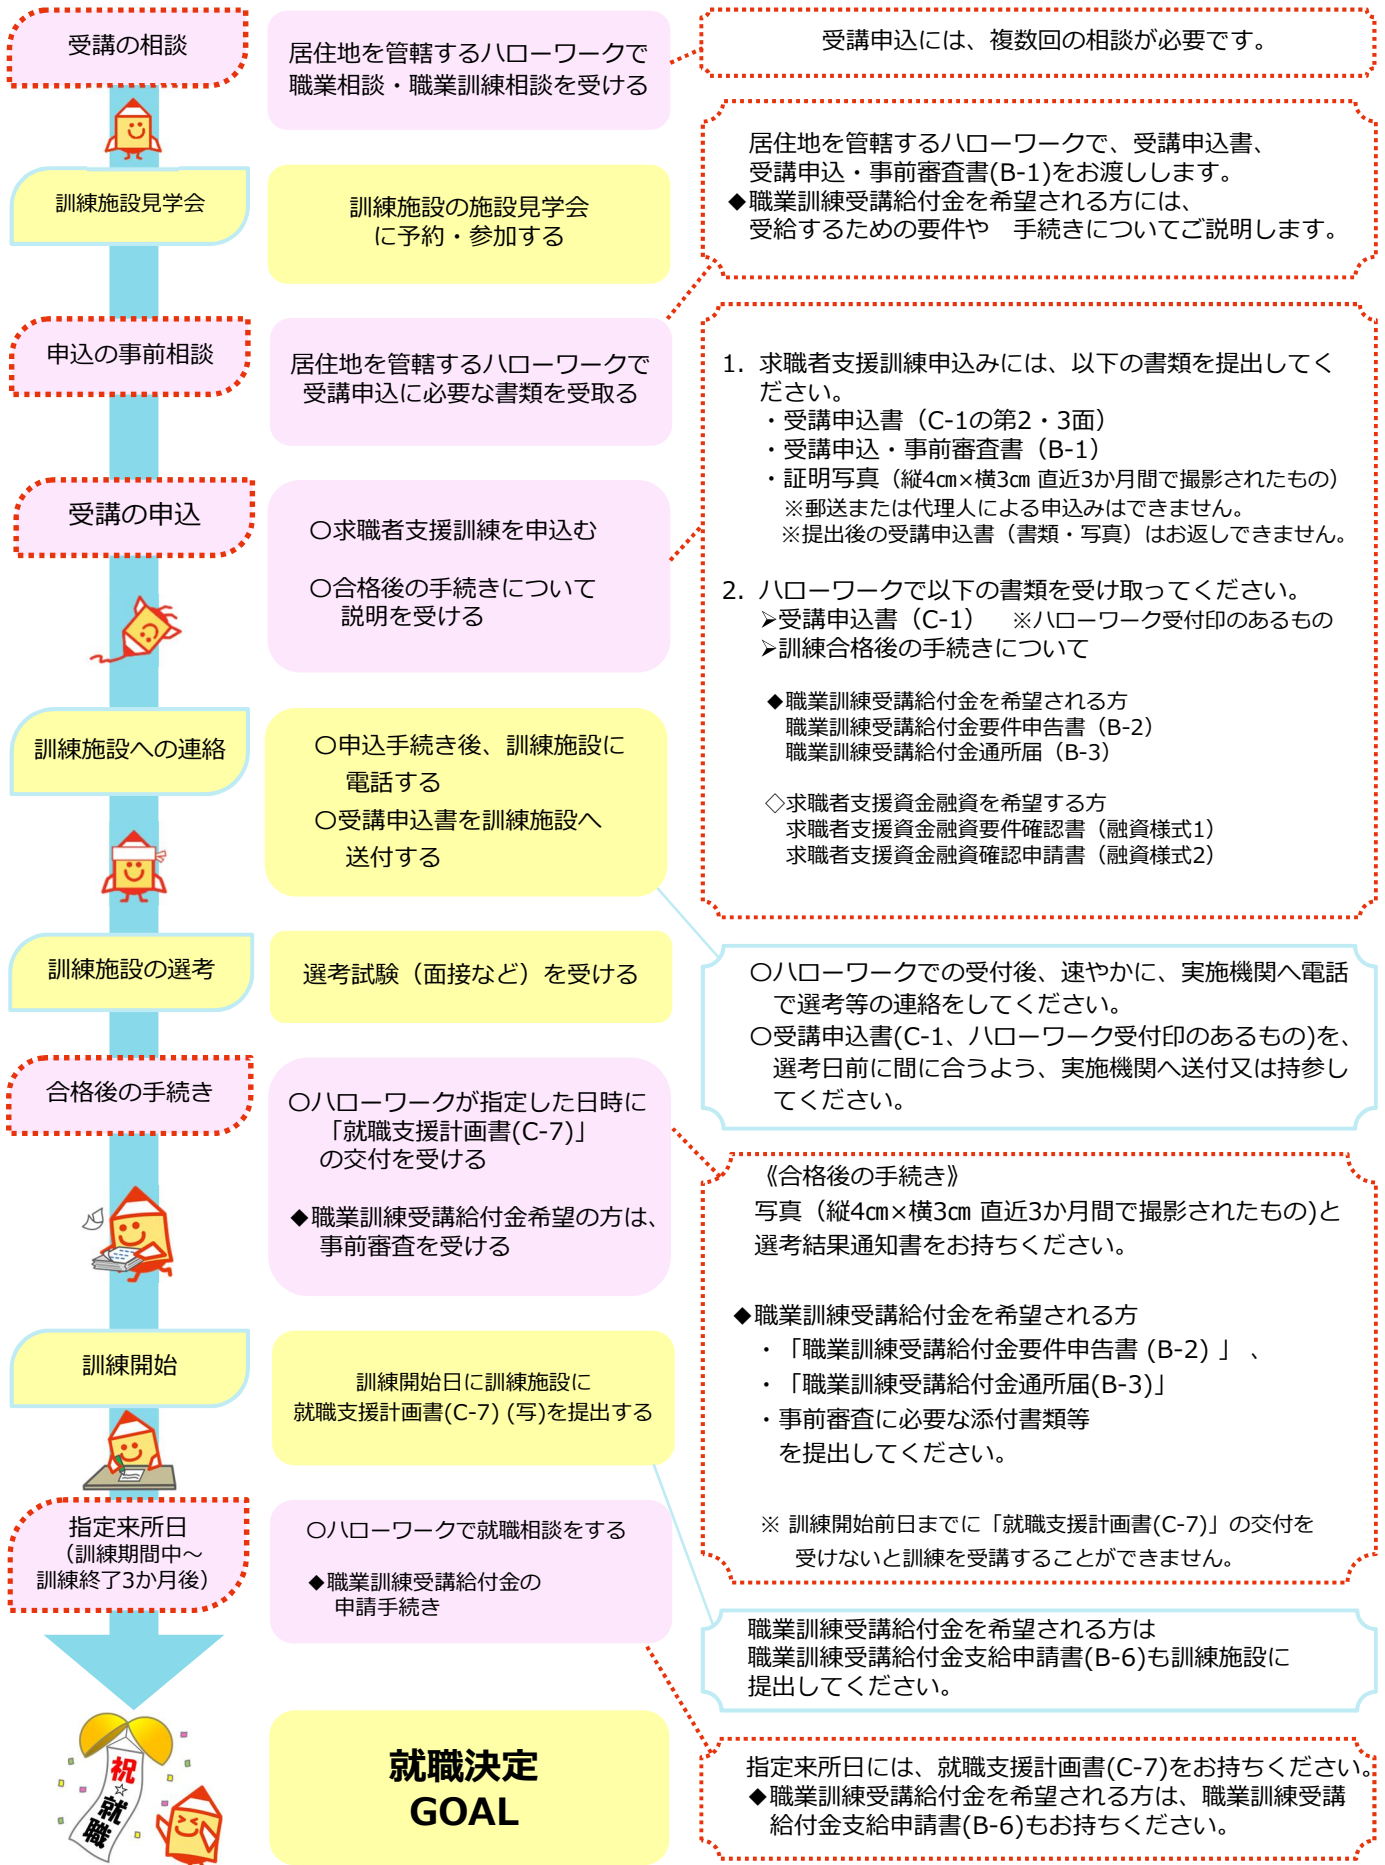 受講の相談
居住地を管轄するハローワークで
職業相談・職業訓練相談を受ける
受講申込には、複数回の相談が必要です。
訓練施設見学会
訓練施設の施設見学会
に予約・参加する
居住地を管轄するハローワークで、受講申込書、
受講申込・事前審査書(B-1)をお渡しします。
◆職業訓練受講給付金を希望される方には、
受給するための要件や　手続きについてご説明します。
申込の事前相談
居住地を管轄するハローワークで
受講申込に必要な書類を受取る
受講の申込
〇求職者支援訓練を申込む
〇合格後の手続きについて
説明を受ける
1. 求職者支援訓練申込みには、以下の書類を提出してく
ださい。
・受講申込書（C-1の第2・3面）
・受講申込・事前審査書（B-1）
・証明写真（縦4㎝×横3㎝ 直近3か月間で撮影されたもの）
※郵送または代理人による申込みはできません。
※提出後の受講申込書（書類・写真）はお返しできません。
2. ハローワークで以下の書類を受け取ってください。
➢受講申込書（C-1）　※ハローワーク受付印のあるもの
➢訓練合格後の手続きについて
◆職業訓練受講給付金を希望される方
職業訓練受講給付金要件申告書（B-2）
職業訓練受講給付金通所届（B-3）
◇求職者支援資金融資を希望する方
求職者支援資金融資要件確認書（融資様式1）
求職者支援資金融資確認申請書（融資様式2）
訓練施設への連絡
〇申込手続き後、訓練施設に
電話する
〇受講申込書を訓練施設へ
送付する
訓練施設の選考
選考試験（面接など）を受ける
〇ハローワークでの受付後、速やかに、実施機関へ電話
で選考等の連絡をしてください。
〇受講申込書(C-1、ハローワーク受付印のあるもの)を、
選考日前に間に合うよう、実施機関へ送付又は持参し
てください。
合格後の手続き
〇ハローワークが指定した日時に
「就職支援計画書(C-7)」
の交付を受ける
◆職業訓練受講給付金希望の方は、
事前審査を受ける
《合格後の手続き》
写真（縦4㎝×横3㎝ 直近3か月間で撮影されたもの)と
選考結果通知書をお持ちください。
◆職業訓練受講給付金を希望される方
・「職業訓練受講給付金要件申告書 (B-2) 」 、
・「職業訓練受講給付金通所届(B-3)」
・事前審査に必要な添付書類等
を提出してください。
※ 訓練開始前日までに「就職支援計画書(C-7)」の交付を
受けないと訓練を受講することができません。
訓練開始
訓練開始日に訓練施設に
就職支援計画書(C-7) (写)を提出する
職業訓練受講給付金を希望される方は
職業訓練受講給付金支給申請書(B-6)も訓練施設に
提出してください。
指定来所日
（訓練期間中～
訓練終了3か月後）
〇ハローワークで就職相談をする
◆職業訓練受講給付金の
申請手続き
指定来所日には、就職支援計画書(C-7)をお持ちください。
◆職業訓練受講給付金を希望される方は、職業訓練受講
給付金支給申請書(B-6)もお持ちください。
祝☆就職
就職決定
GOAL